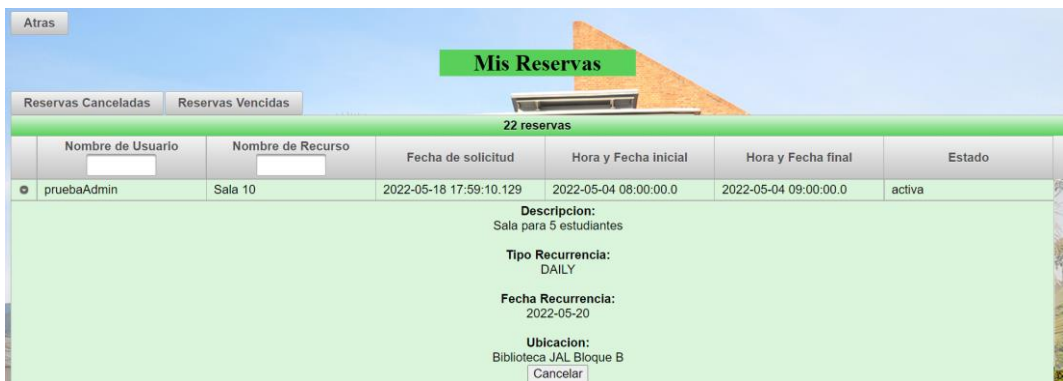 Atras
Mis Reservas
Reservas Canceladas Reservas Vencidas
22 reservas
Nombre de Usuario Nombre de Recurso Fecha de solicitud Hora y Fecha inicial Hora y Fecha final Estado
pruebaAdmin Sala 10 2022-05-18 17:59:10.129 2022-05-04 08:00:00.0 2022-05-04 09:00:00.0 activa
Descripcion:
Sala para 5 estudiantes
Tipo Recurrencia:
DAILY
Fecha Recurrencia:
2022-05-20
Ubicacion:
Biblioteca JAL Bloque B
Cancelar